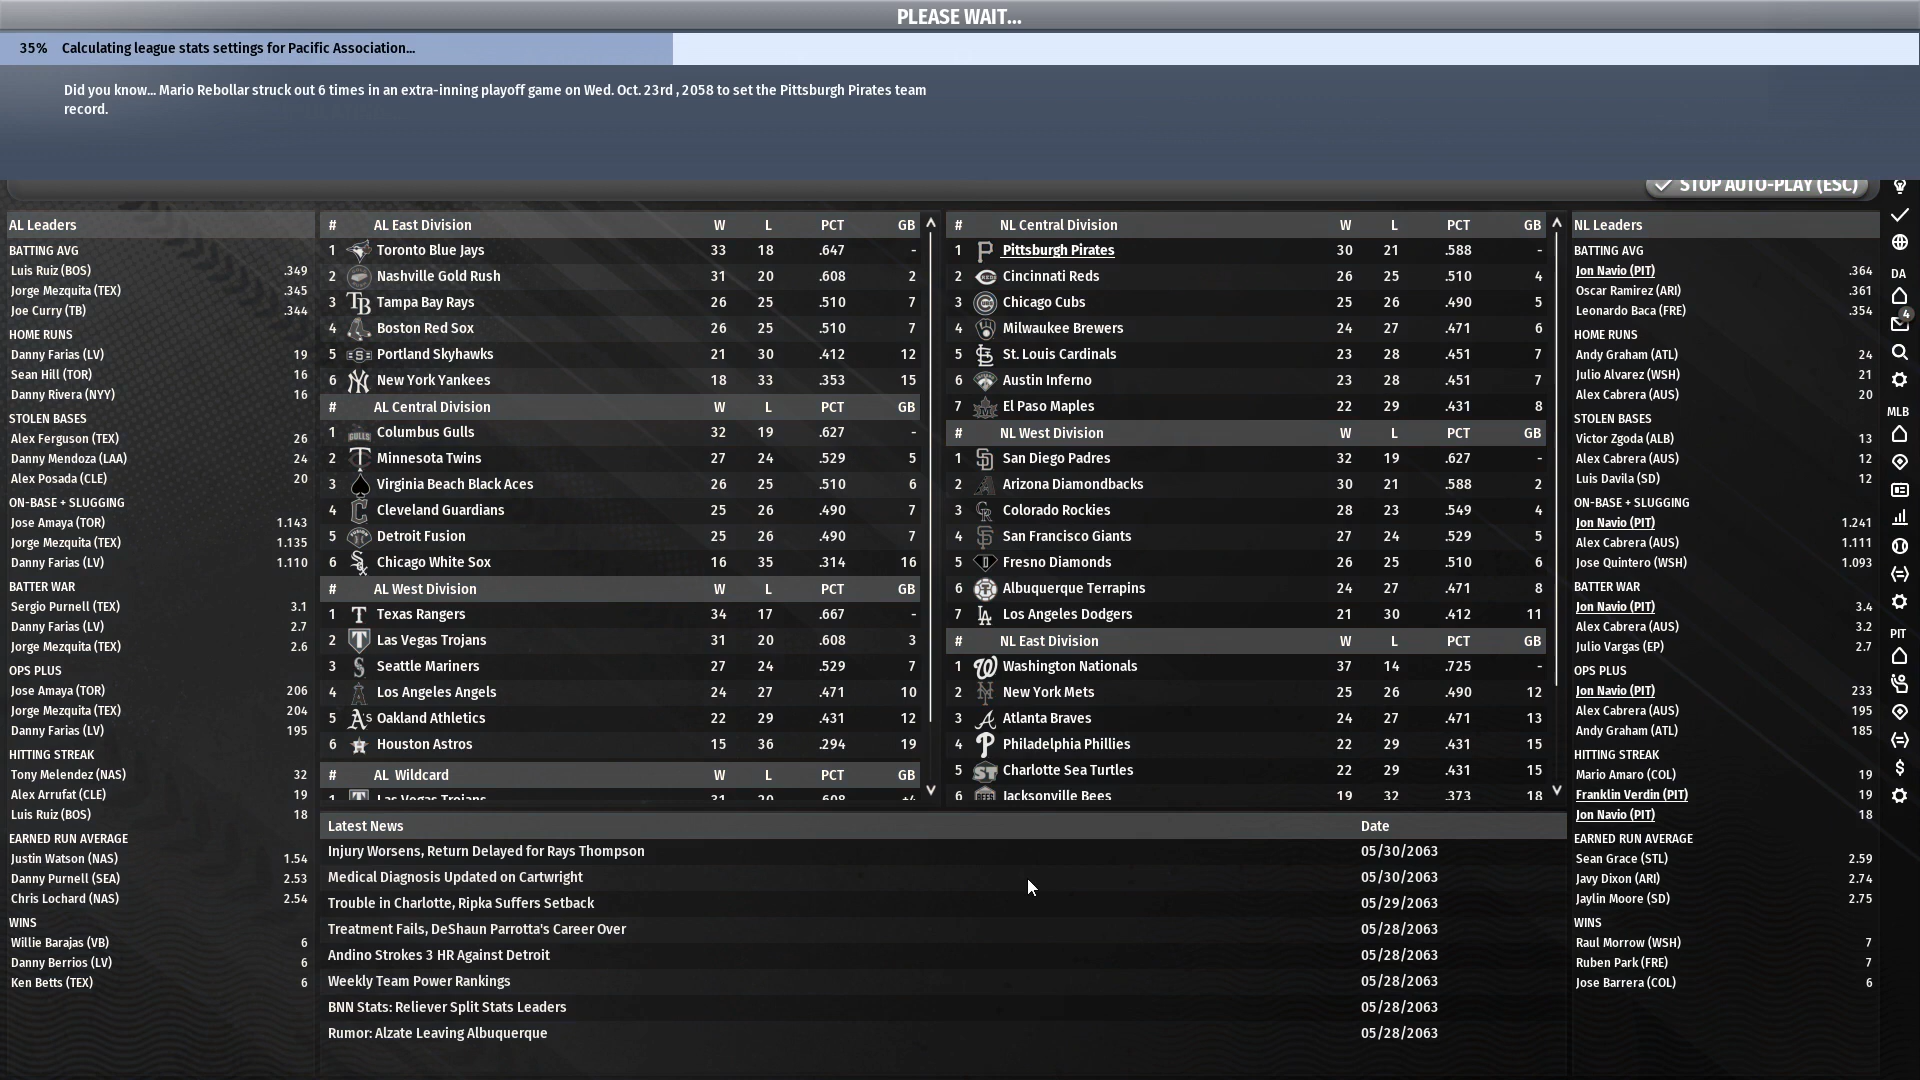 PLEASE WAIT...
35% Calculating league stats settings for Pacific Association...
Did you know... Mario Rebollar struck out 6 times in an extra-inning playoff game on Wed. Oct. 23rd , 2058 to set the Pittsburgh Pirates team
record.
STOP AUTO-PLAY (ESC)
AL Leaders
BATTING AVG
Luis Ruiz (BOS) .349
Jorge Mezquita (TEX) .345
Joe Curry (TB) .344
HOME RUNS
Danny Farias (LV) 19
Sean Hill (TOR) 16
Danny Rivera (NYY) 16
STOLEN BASES
Alex Ferguson (TEX) 26
Danny Mendoza (LAA) 24
Alex Posada (CLE) 20
ON-BASE + SLUGGING
Jose Amaya (TOR) 1.143
Jorge Mezquita (TEX) 1.135
Danny Farias (LV) 1.110
BATTER WAR
Sergio Purnell (TEX) 3.1
Danny Farias (LV) 2.7
Jorge Mezquita (TEX) 2.6
OPS PLUS
Jose Amaya (TOR) 206
Jorge Mezquita (TEX) 204
Danny Farias (LV) 195
HITTING STREAK
Tony Melendez (NAS) 32
Alex Arrufat (CLE) 19
Luis Ruiz (BOS) 18
EARNED RUN AVERAGE
Justin Watson (NAS) 1.54
Danny Purnell (SEA) 2.53
Chris Lochard (NAS) 2.54
WINS
Willie Barajas (VB) 6
Danny Berrios (LV) 6
Ken Betts (TEX) 6
# AL East Division W L PCT GB
1 Toronto Blue Jays 33 18 .647 -
2 Nashville Gold Rush 31 20 .608 2
3 Tampa Bay Rays 26 25 .510 7
4 Boston Red Sox 26 25 .510 7
5 Portland Skyhawks 21 30 .412 12
6 New York Yankees 18 33 .353 15
# AL Central Division W L PCT GB
1 Columbus Gulls 32 19 .627 -
2 Minnesota Twins 27 24 .529 5
3 Virginia Beach Black Aces 26 25 .510 6
4 Cleveland Guardians 25 26 .490 7
5 Detroit Fusion 25 26 .490 7
6 Chicago White Sox 16 35 .314 16
# AL West Division W L PCT GB
1 Texas Rangers 34 17 .667 -
2 Las Vegas Trojans 31 20 .608 3
3 Seattle Mariners 27 24 .529 7
4 Los Angeles Angels 24 27 .471 10
5 Oakland Athletics 22 29 .431 12
6 Houston Astros 15 36 .294 19
# AL Wildcard W L PCT GB
1 Las Vegas Trojans 31 20 .608 +4
# NL Central Division W L PCT GB
1 Pittsburgh Pirates 30 21 .588 -
2 Cincinnati Reds 26 25 .510 4
3 Chicago Cubs 25 26 .490 5
4 Milwaukee Brewers 24 27 .471 6
5 St. Louis Cardinals 23 28 .451 7
6 Austin Inferno 23 28 .451 7
7 El Paso Maples 22 29 .431 8
# NL West Division W L PCT GB
1 San Diego Padres 32 19 .627 -
2 Arizona Diamondbacks 30 21 .588 2
3 Colorado Rockies 28 23 .549 4
4 San Francisco Giants 27 24 .529 5
5 Fresno Diamonds 26 25 .510 6
6 Albuquerque Terrapins 24 27 .471 8
7 Los Angeles Dodgers 21 30 .412 11
# NL East Division W L PCT GB
1 Washington Nationals 37 14 .725 -
2 New York Mets 25 26 .490 12
3 Atlanta Braves 24 27 .471 13
4 Philadelphia Phillies 22 29 .431 15
5 Charlotte Sea Turtles 22 29 .431 15
6 Jacksonville Bees 19 32 .373 18
Latest News Date
Injury Worsens, Return Delayed for Rays Thompson 05/30/2063
Medical Diagnosis Updated on Cartwright 05/30/2063
Trouble in Charlotte, Ripka Suffers Setback 05/29/2063
Treatment Fails, DeShaun Parrotta's Career Over 05/28/2063
Andino Strokes 3 HR Against Detroit 05/28/2063
Weekly Team Power Rankings 05/28/2063
BNN Stats: Reliever Split Stats Leaders 05/28/2063
Rumor: Alzate Leaving Albuquerque 05/28/2063
NL Leaders
BATTING AVG
Jon Navio (PIT) .364
Oscar Ramirez (ARI) .361
Leonardo Baca (FRE) .354
HOME RUNS
Andy Graham (ATL) 24
Julio Alvarez (WSH) 21
Alex Cabrera (AUS) 20
STOLEN BASES
Victor Zgoda (ALB) 13
Alex Cabrera (AUS) 12
Luis Davila (SD) 12
ON-BASE + SLUGGING
Jon Navio (PIT) 1.241
Alex Cabrera (AUS) 1.111
Jose Quintero (WSH) 1.093
BATTER WAR
Jon Navio (PIT) 3.4
Alex Cabrera (AUS) 3.2
Julio Vargas (EP) 2.7
OPS PLUS
Jon Navio (PIT) 233
Alex Cabrera (AUS) 195
Andy Graham (ATL) 185
HITTING STREAK
Mario Amaro (COL) 19
Franklin Verdin (PIT) 19
Jon Navio (PIT) 18
EARNED RUN AVERAGE
Sean Grace (STL) 2.59
Javy Dixon (ARI) 2.74
Jaylin Moore (SD) 2.75
WINS
Raul Morrow (WSH) 7
Ruben Park (FRE) 7
Jose Barrera (COL) 6
DA
4
MLB
PIT